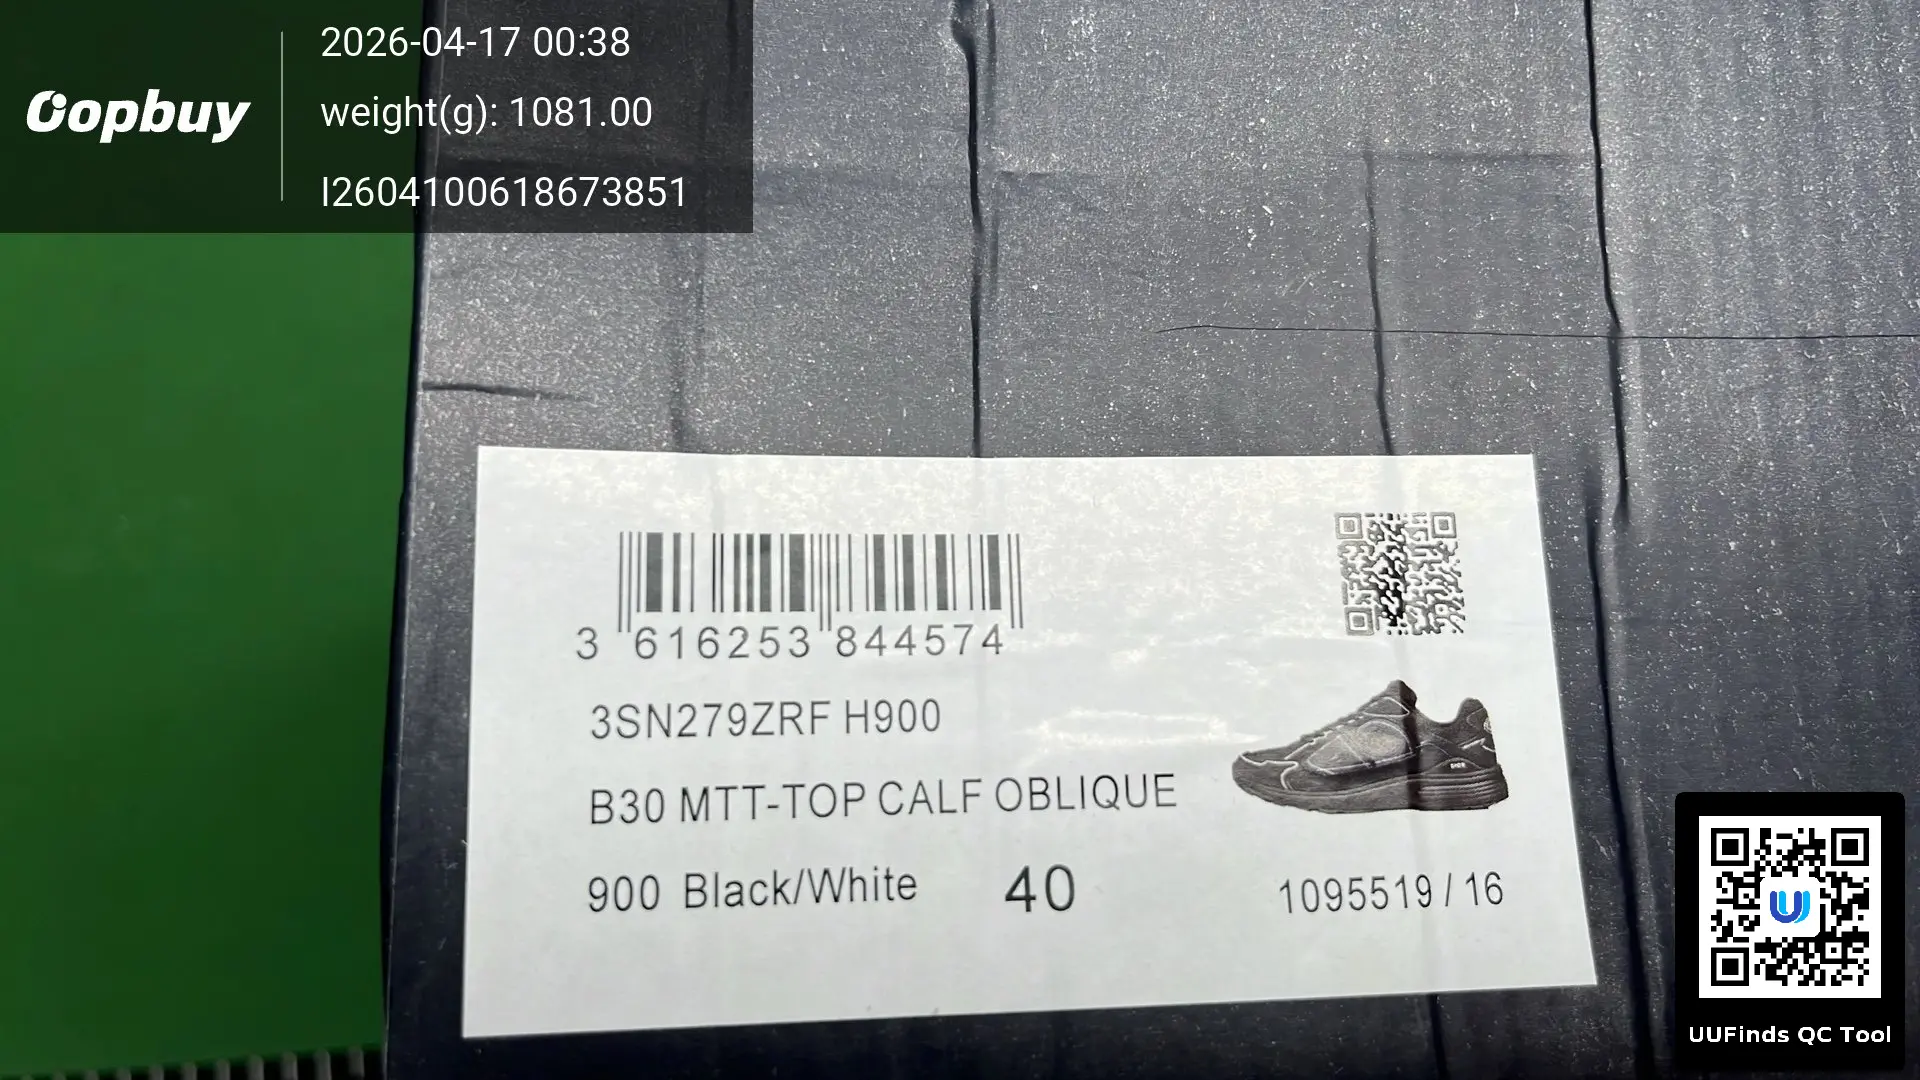 Oopbuy
2026-04-17 00:38
weight(g): 1081.00
I2604100618673851
3 616253 844574
3SN279ZRF H900
B30 MTT-TOP CALF OBLIQUE
900 Black/White 40 1095519 / 16
DIOR
UUFinds QC Tool